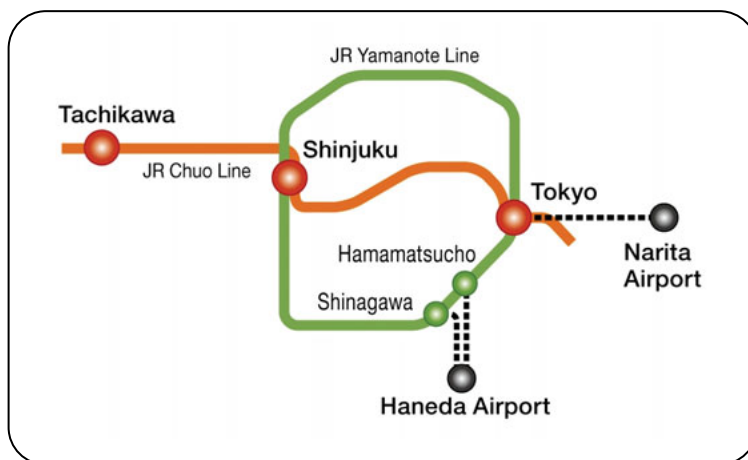 JR Yamanote Line
Tachikawa
Shinjuku
JR Chuo Line
Tokyo
Hamamatsucho
Narita
Airport
Shinagawa
Haneda Airport